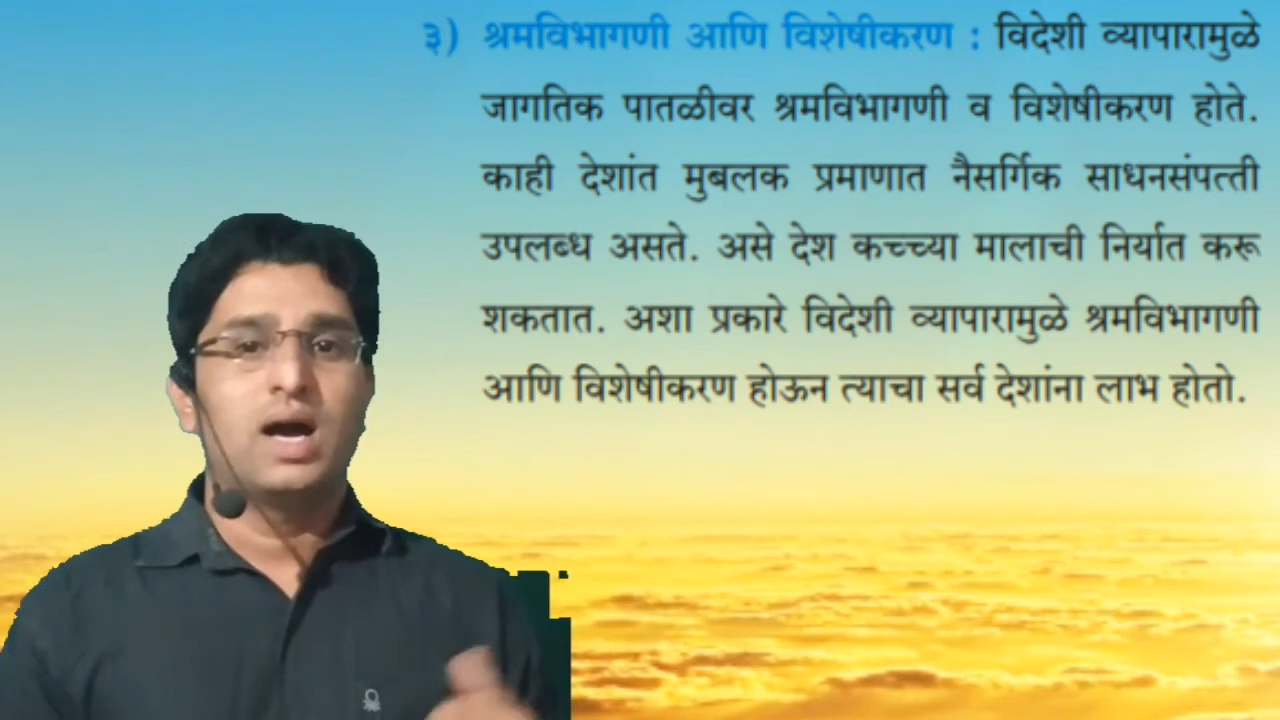 ३) श्रमविभागणी आणि विशेषीकरण : विदेशी व्यापारामुळे
जागतिक पातळीवर श्रमविभागणी व विशेषीकरण होते.
काही देशांत मुबलक प्रमाणात नैसर्गिक साधनसंपत्ती
उपलब्ध असते. असे देश कच्च्या मालाची निर्यात करू
शकतात. अशा प्रकारे विदेशी व्यापारामुळे श्रमविभागणी
आणि विशेषीकरण होऊन त्याचा सर्व देशांना लाभ होतो.